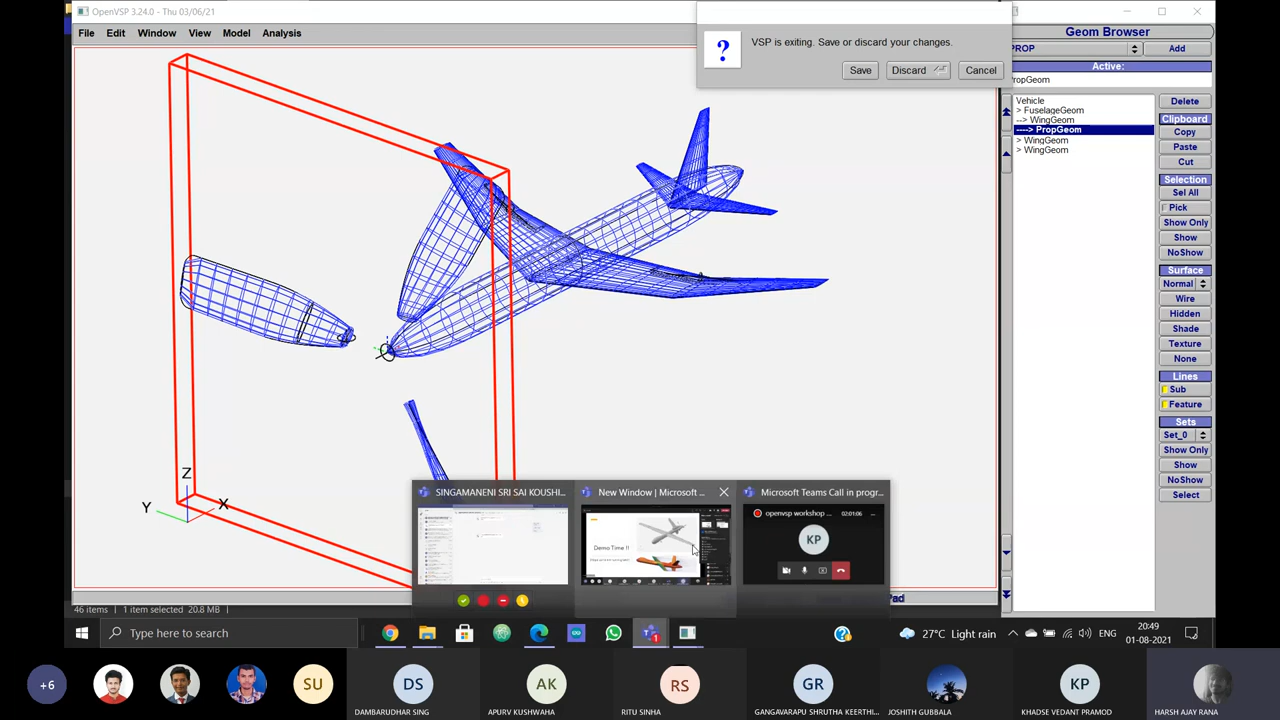 OpenVSP 3.24.0 - Thu 03/06/21
File Edit Window View Model Analysis
VSP is exiting. Save or discard your changes.
?
Save Discard Cancel
Geom Browser
PROP Add
Active:
PropGeom
Vehicle
> FuselageGeom
--> WingGeom
----> PropGeom
> WingGeom
> WingGeom
Delete
Clipboard
Copy
Paste
Cut
Selection
Sel All
Pick
Show Only
Show
NoShow
Surface
Normal
Wire
Hidden
Shade
Texture
None
Lines
Sub
Feature
Sets
Set_0
Show Only
Show
NoShow
Select
Z
Y
X
SINGAMANENI SRI SAI KOUSHI...
New Window | Microsoft ...
Microsoft Teams Call in progr...
Demo Time !!
openvsp workshop ... 02:01:06 ...
KP
46 items 1 item selected 20.8 MB
Type here to search
1
27°C Light rain
ENG
20:49
01-08-2021
+6
SU
DS
DAMBARUDHAR SING
AK
APURV KUSHWAHA
RS
RITU SINHA
GR
GANGAVARAPU SHRUTHA KEERTHI...
JOSHITH GUBBALA
KP
KHADSE VEDANT PRAMOD
HARSH AJAY RANA